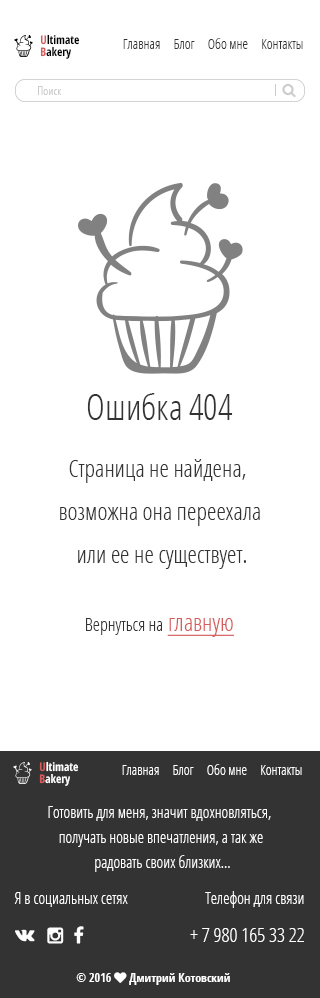 Ultimate
Bakery
Главная Блог Обо мне Контакты
Поиск
Ошибка 404
Страница не найдена,
возможна она переехала
или ее не существует.
Вернуться на главную
Ultimate
Bakery
Главная Блог Обо мне Контакты
Готовить для меня, значит вдохновляться,
получать новые впечатления, а так же
радовать своих близких...
Я в социальных сетях
Телефон для связи
+ 7 980 165 33 22
© 2016 ❤ Дмитрий Котовский